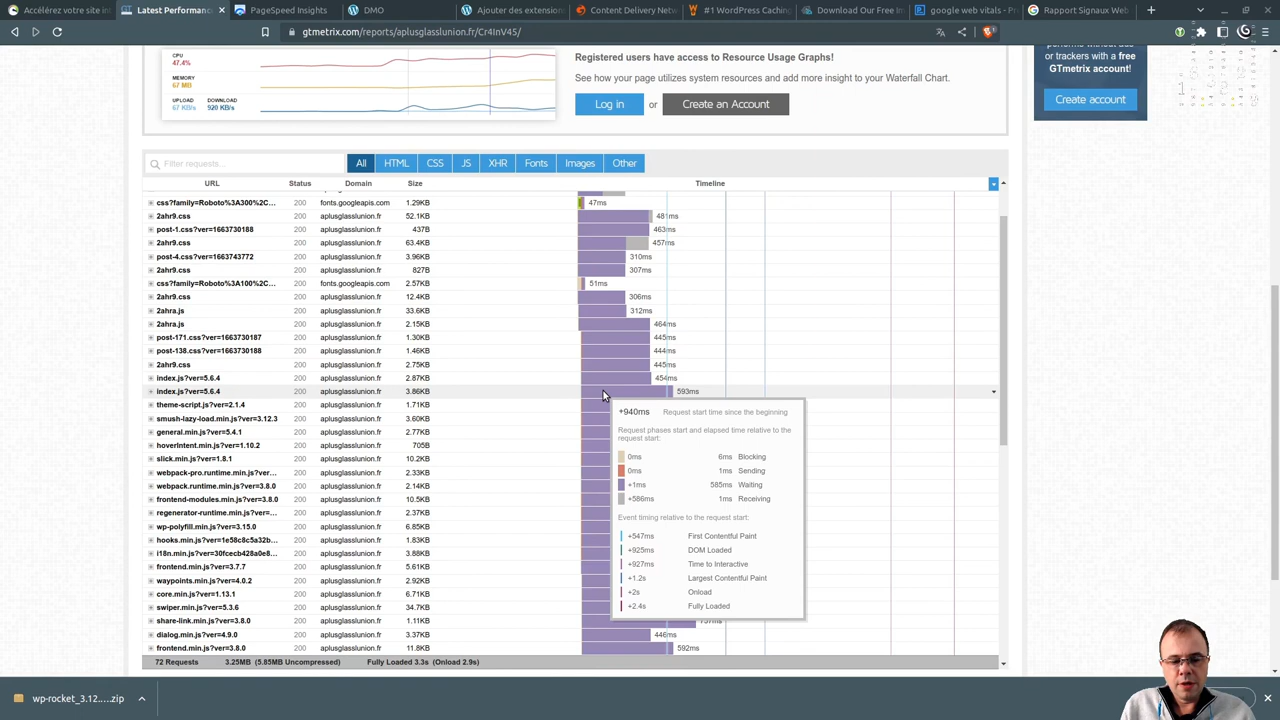 Accélérez votre site in
Latest Performanc
PageSpeed Insights
DMO
Ajouter des extension
Content Delivery Netw
#1 WordPress Caching
Download Our Free Im
google web vitals - Pr
Rapport Signaux Web
gtmetrix.com/reports/aplusglasslunion.fr/Cr4InV45/
CPU
47.4%
MEMORY
67 MB
UPLOAD DOWNLOAD
67 KB/s 920 KB/s
Registered users have access to Resource Usage Graphs!
See how your page utilizes system resources and add more insight to your Waterfall Chart.
Log in or Create an Account
or trackers with a free
GTmetrix account!
Create account
Filter requests...
All HTML CSS JS XHR Fonts Images Other
URL Status Domain Size Timeline
css?family=Roboto%3A300%2C... 200 fonts.googleapis.com 1.29KB 47ms
2ahr9.css 200 aplusglasslunion.fr 52.1KB 481ms
post-1.css?ver=1663730188 200 aplusglasslunion.fr 437B 463ms
2ahr9.css 200 aplusglasslunion.fr 63.4KB 457ms
post-4.css?ver=1663743772 200 aplusglasslunion.fr 3.96KB 310ms
2ahr9.css 200 aplusglasslunion.fr 827B 307ms
css?family=Roboto%3A100%2C... 200 fonts.googleapis.com 2.57KB 51ms
2ahr9.css 200 aplusglasslunion.fr 12.4KB 306ms
2ahra.js 200 aplusglasslunion.fr 33.6KB 312ms
2ahra.js 200 aplusglasslunion.fr 2.15KB 464ms
post-171.css?ver=1663730187 200 aplusglasslunion.fr 1.30KB 445ms
post-138.css?ver=1663730188 200 aplusglasslunion.fr 1.46KB 444ms
2ahr9.css 200 aplusglasslunion.fr 2.75KB 445ms
index.js?ver=5.6.4 200 aplusglasslunion.fr 2.87KB 454ms
index.js?ver=5.6.4 200 aplusglasslunion.fr 3.86KB 593ms
theme-script.js?ver=2.1.4 200 aplusglasslunion.fr 1.71KB
smush-lazy-load.min.js?ver=3.12.3 200 aplusglasslunion.fr 3.60KB
general.min.js?ver=5.4.1 200 aplusglasslunion.fr 2.77KB
hoverIntent.min.js?ver=1.10.2 200 aplusglasslunion.fr 705B
slick.min.js?ver=1.8.1 200 aplusglasslunion.fr 10.2KB
webpack-pro.runtime.min.js?ver=... 200 aplusglasslunion.fr 2.33KB
webpack.runtime.min.js?ver=3.8.0 200 aplusglasslunion.fr 2.14KB
frontend-modules.min.js?ver=3.8.0 200 aplusglasslunion.fr 10.5KB
regenerator-runtime.min.js?ver=... 200 aplusglasslunion.fr 2.37KB
wp-polyfill.min.js?ver=3.15.0 200 aplusglasslunion.fr 6.85KB
hooks.min.js?ver=1e58c8c5a32b... 200 aplusglasslunion.fr 1.83KB
i18n.min.js?ver=30fcecb428a0e8... 200 aplusglasslunion.fr 3.88KB
frontend.min.js?ver=3.7.7 200 aplusglasslunion.fr 5.61KB
waypoints.min.js?ver=4.0.2 200 aplusglasslunion.fr 2.92KB
core.min.js?ver=1.13.1 200 aplusglasslunion.fr 6.71KB
swiper.min.js?ver=5.3.6 200 aplusglasslunion.fr 34.7KB
share-link.min.js?ver=3.8.0 200 aplusglasslunion.fr 1.11KB 737ms
dialog.min.js?ver=4.9.0 200 aplusglasslunion.fr 3.37KB 446ms
frontend.min.js?ver=3.8.0 200 aplusglasslunion.fr 11.8KB 592ms
+940ms Request start time since the beginning
Request phases start and elapsed time relative to the
request start:
0ms 6ms Blocking
0ms 1ms Sending
+1ms 585ms Waiting
+586ms 1ms Receiving
Event timing relative to the request start:
+547ms First Contentful Paint
+925ms DOM Loaded
+927ms Time to Interactive
+1.2s Largest Contentful Paint
+2s Onload
+2.4s Fully Loaded
72 Requests 3.25MB (5.85MB Uncompressed) Fully Loaded 3.3s (Onload 2.9s)
wp-rocket_3.12....zip